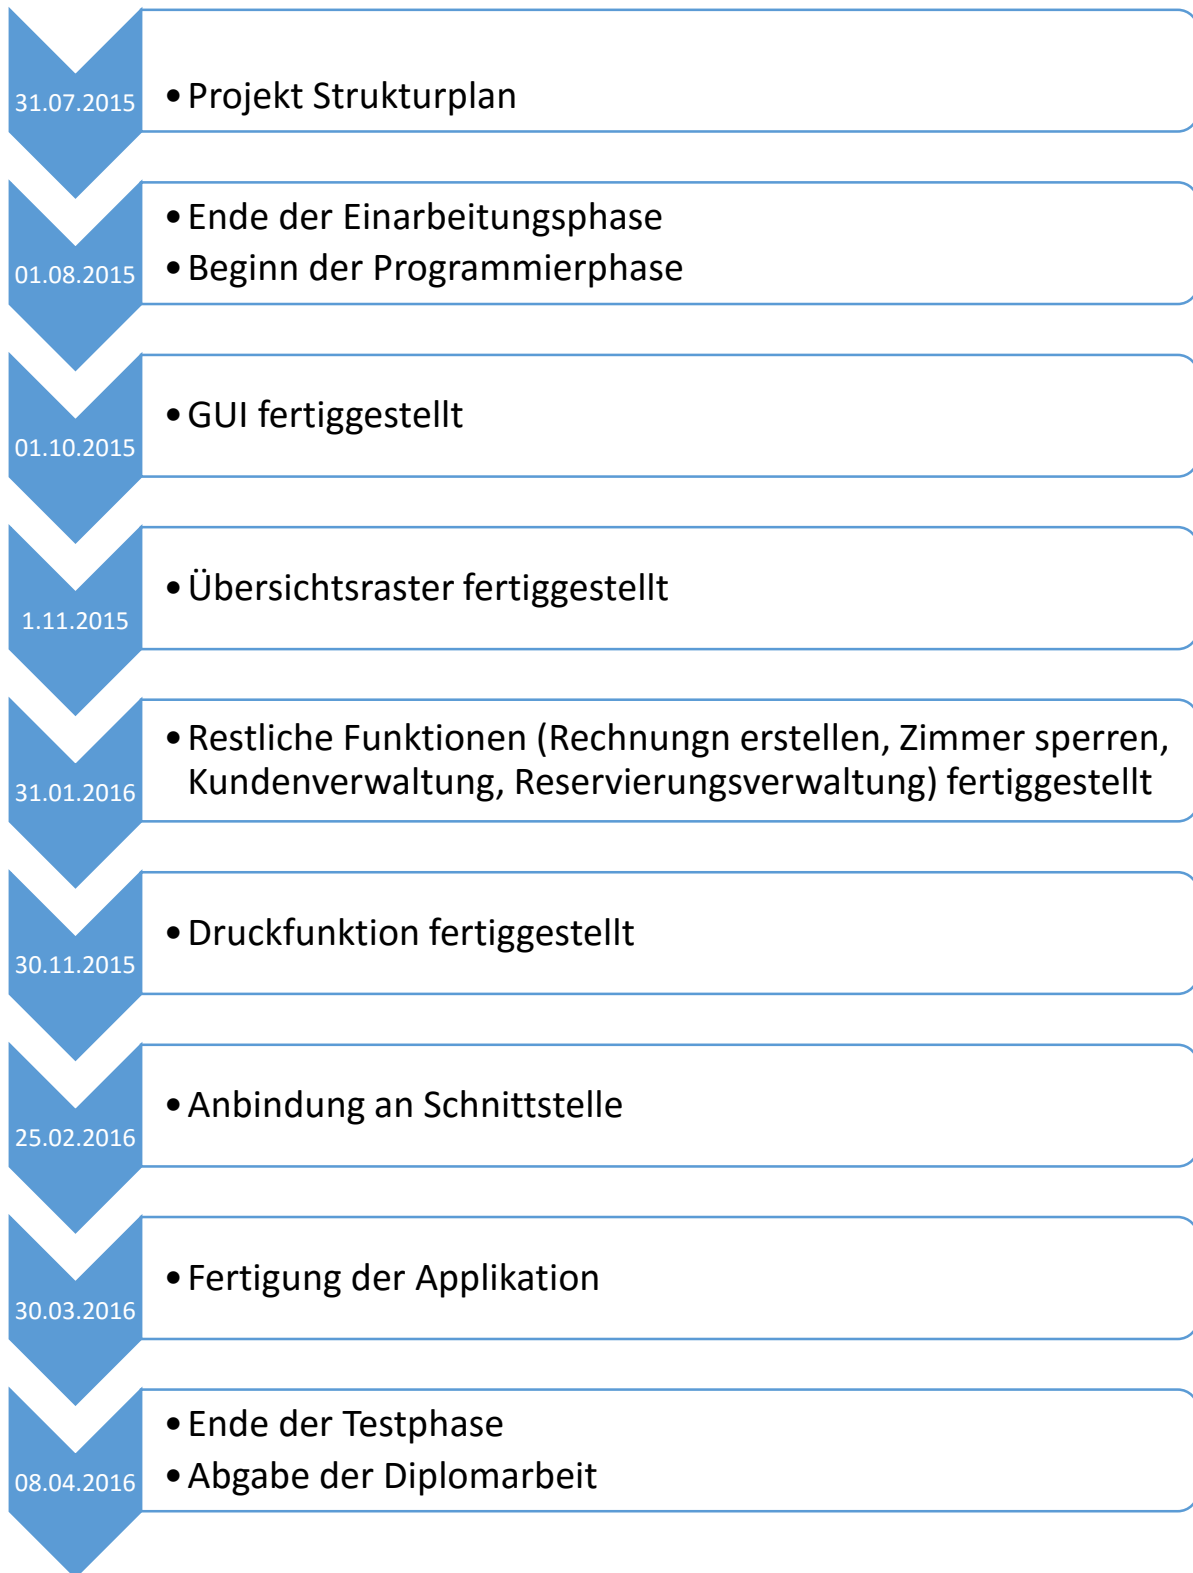 31.07.2015
• Projekt Strukturplan
01.08.2015
• Ende der Einarbeitungsphase
• Beginn der Programmierphase
01.10.2015
• GUI fertiggestellt
1.11.2015
• Übersichtsraster fertiggestellt
31.01.2016
• Restliche Funktionen (Rechnungn erstellen, Zimmer sperren,
Kundenverwaltung, Reservierungsverwaltung) fertiggestellt
30.11.2015
• Druckfunktion fertiggestellt
25.02.2016
• Anbindung an Schnittstelle
30.03.2016
• Fertigung der Applikation
08.04.2016
• Ende der Testphase
• Abgabe der Diplomarbeit